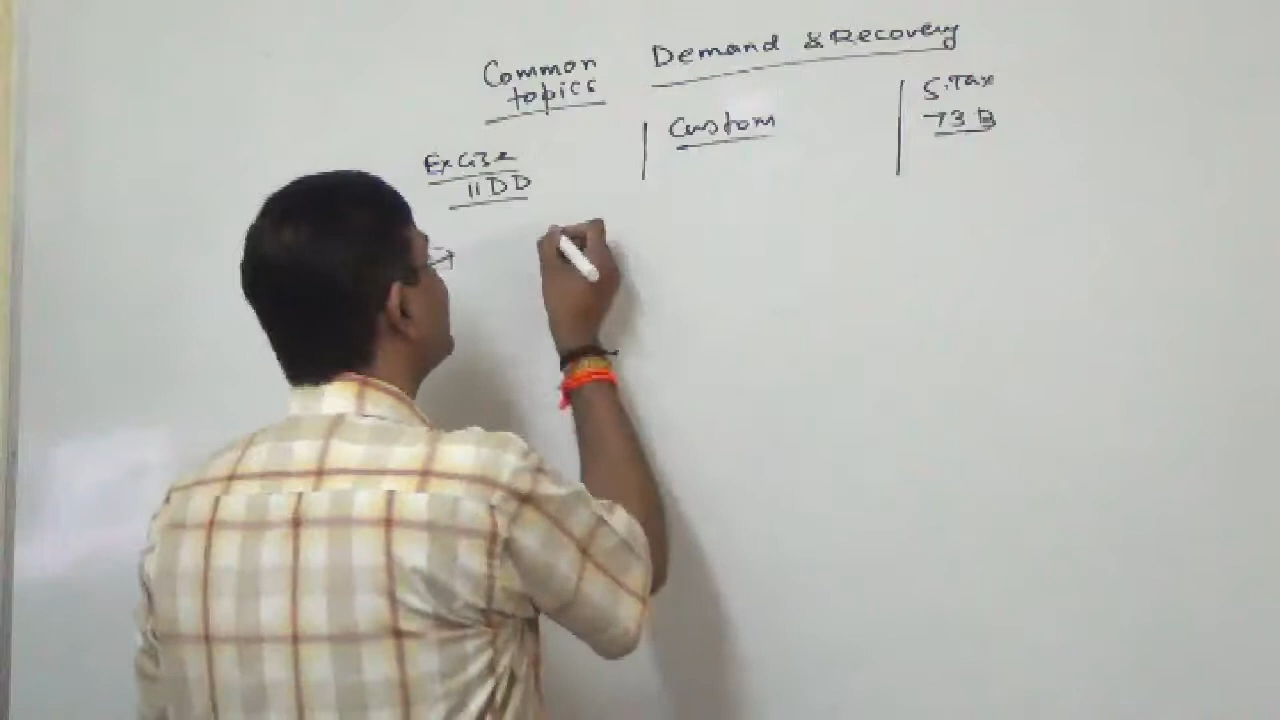 Common Demand & Recovery
topics
Excise | Custom | S.Tax
11DD 73 B
→